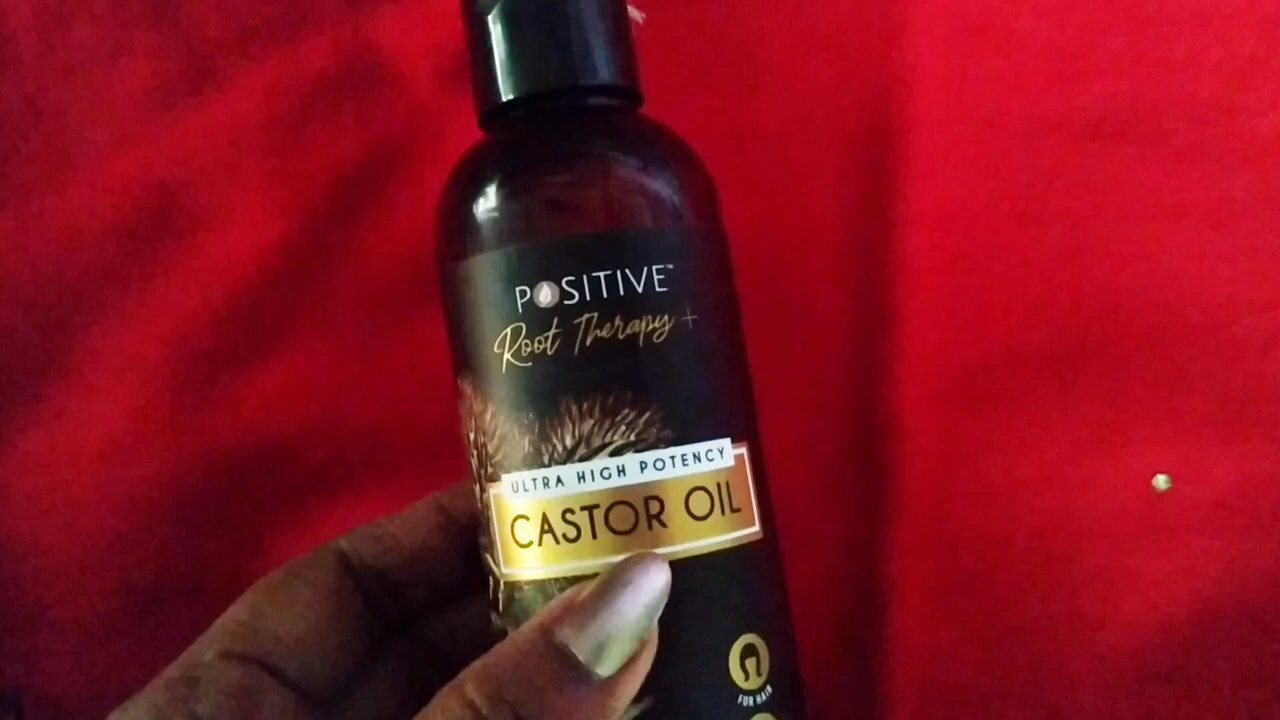 POSITIVE™
Root Therapy+
ULTRA HIGH POTENCY
CASTOR OIL
FOR HAIR